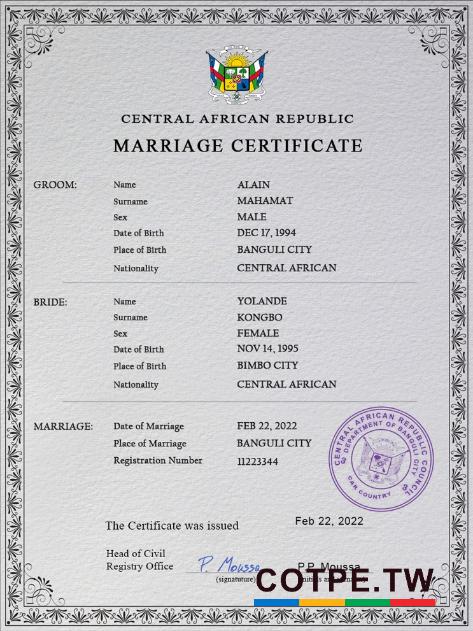 CENTRAL AFRICAN REPUBLIC
MARRIAGE CERTIFICATE
GROOM: Name ALAIN
Surname MAHAMAT
Sex MALE
Date of Birth DEC 17, 1994
Place of Birth BANGULI CITY
Nationality CENTRAL AFRICAN
BRIDE: Name YOLANDE
Surname KONGBO
Sex FEMALE
Date of Birth NOV 14, 1995
Place of Birth BIMBO CITY
Nationality CENTRAL AFRICAN
MARRIAGE: Date of Marriage FEB 22, 2022
Place of Marriage BANGULI CITY
Registration Number 11223344
CENTRAL AFRICAN REPUBLIC COUNCIL
DEPARTMENT OF BANGULI CITY
CAR COUNTRY
The Certificate was issued Feb 22, 2022
Head of Civil
Registry Office P. Moussa P.P. Moussa
(signature)
COTPE.TW